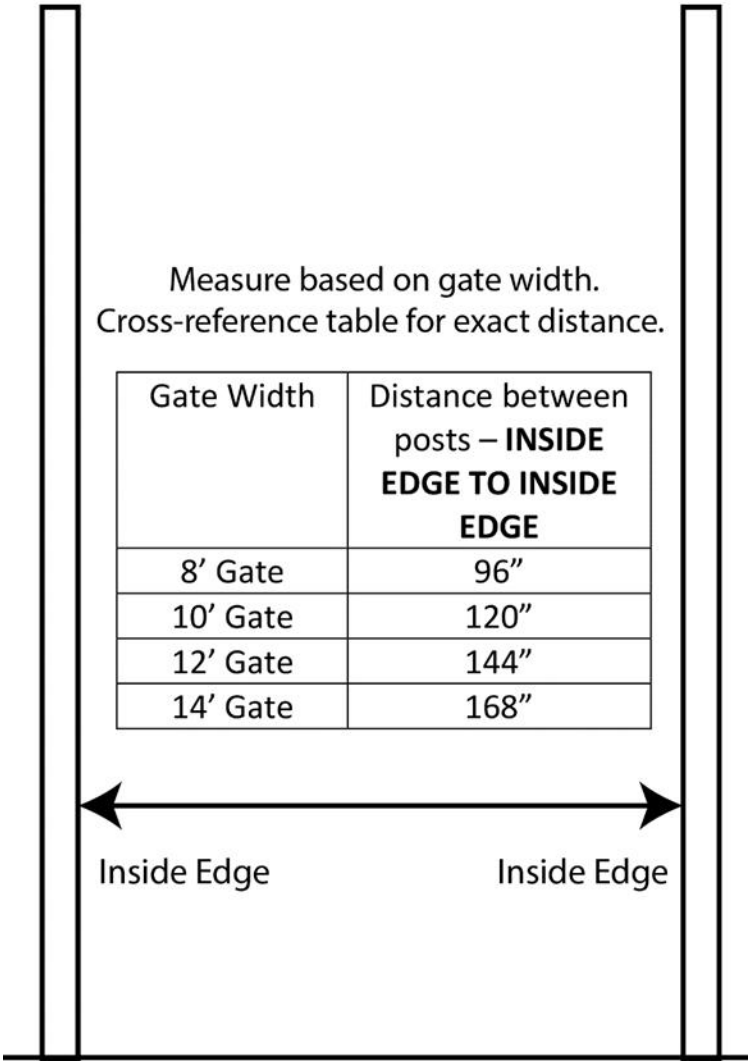 Measure based on gate width.
Cross-reference table for exact distance.
Gate Width
Distance between
posts – INSIDE
EDGE TO INSIDE
EDGE
8’ Gate 96”
10’ Gate 120”
12’ Gate 144”
14’ Gate 168”
Inside Edge Inside Edge